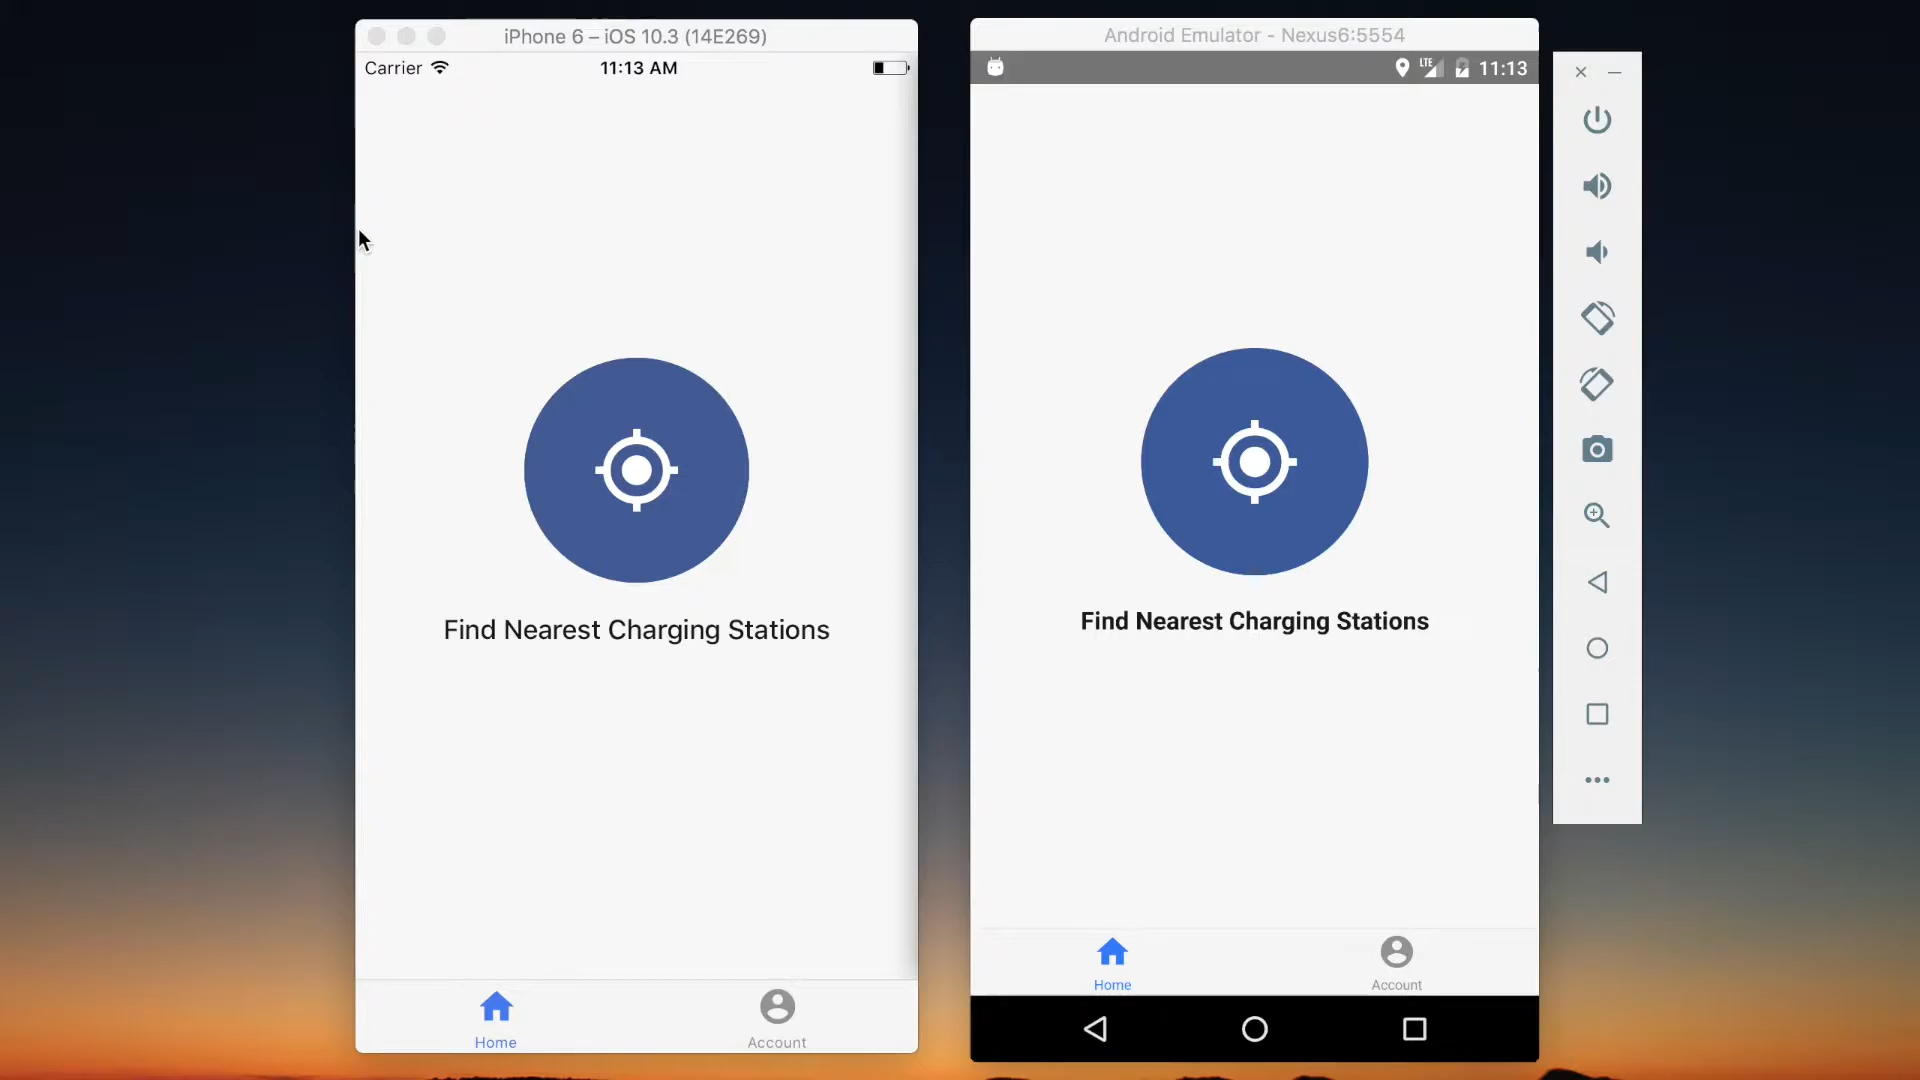 iPhone 6 – iOS 10.3 (14E269)
Carrier 11:13 AM
Find Nearest Charging Stations
Home Account
Android Emulator - Nexus6:5554
LTE 11:13
Find Nearest Charging Stations
Home Account